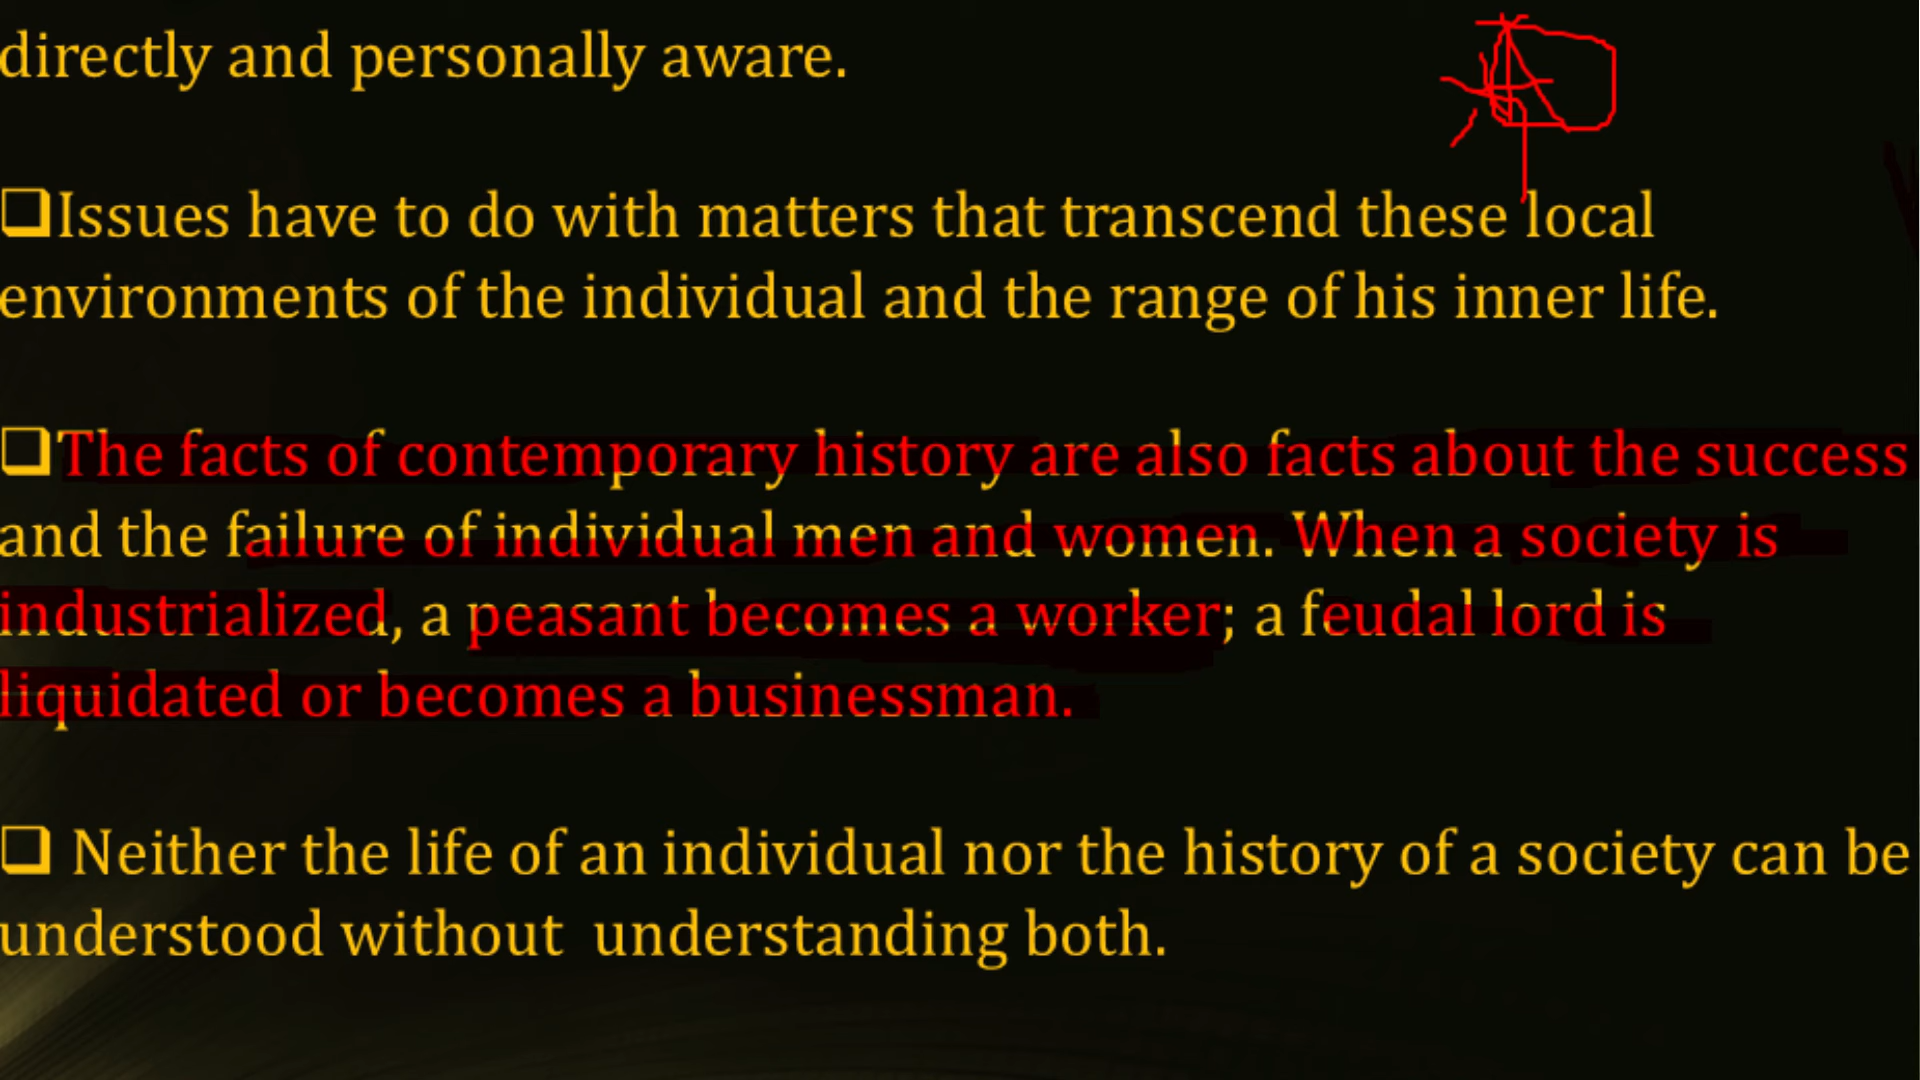 directly and personally aware.
❑Issues have to do with matters that transcend these local
environments of the individual and the range of his inner life.
❑The facts of contemporary history are also facts about the success
and the failure of individual men and women. When a society is
industrialized, a peasant becomes a worker; a feudal lord is
liquidated or becomes a businessman.
❑ Neither the life of an individual nor the history of a society can be
understood without  understanding both.